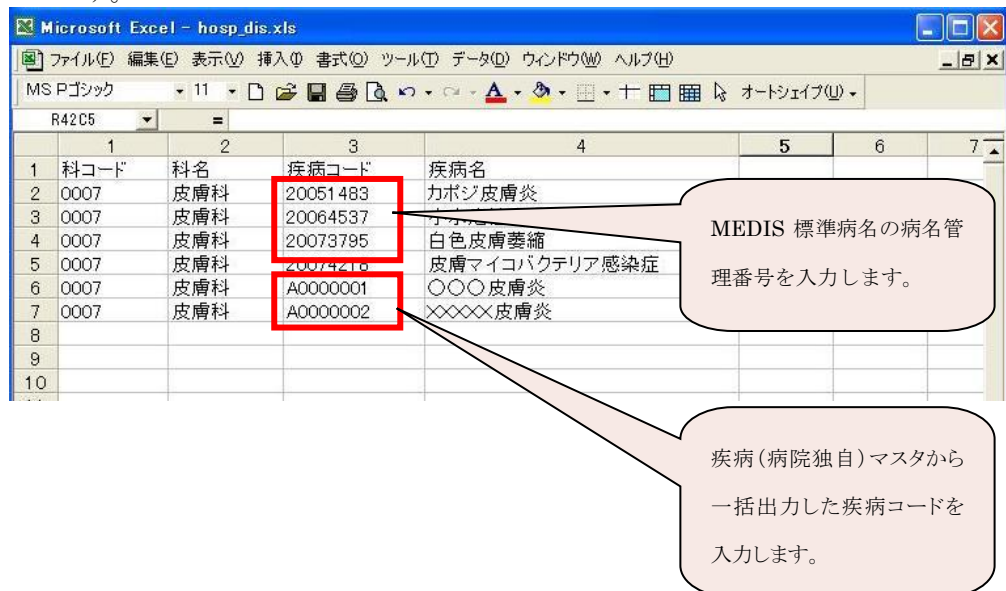 Microsoft Excel - hosp_dis.xls
ファイル(F) 編集(E) 表示(V) 挿入(I) 書式(O) ツール(T) データ(D) ウィンドウ(W) ヘルプ(H)
MS Pゴシック 11 A オートシェイプ(U)
R42C5 =
1 2 3 4 5 6 7
1 科コード 科名 疾病コード 疾病名
2 0007 皮膚科 20051483 カポジ皮膚炎
3 0007 皮膚科 20064537
4 0007 皮膚科 20073795 白色皮膚萎縮
5 0007 皮膚科 20074218 皮膚マイコバクテリア感染症
6 0007 皮膚科 A0000001 〇〇〇皮膚炎
7 0007 皮膚科 A0000002 ×××××皮膚炎
8
9
10
MEDIS 標準病名の病名管
理番号を入力します。
疾病(病院独自)マスタから
一括出力した疾病コードを
入力します。